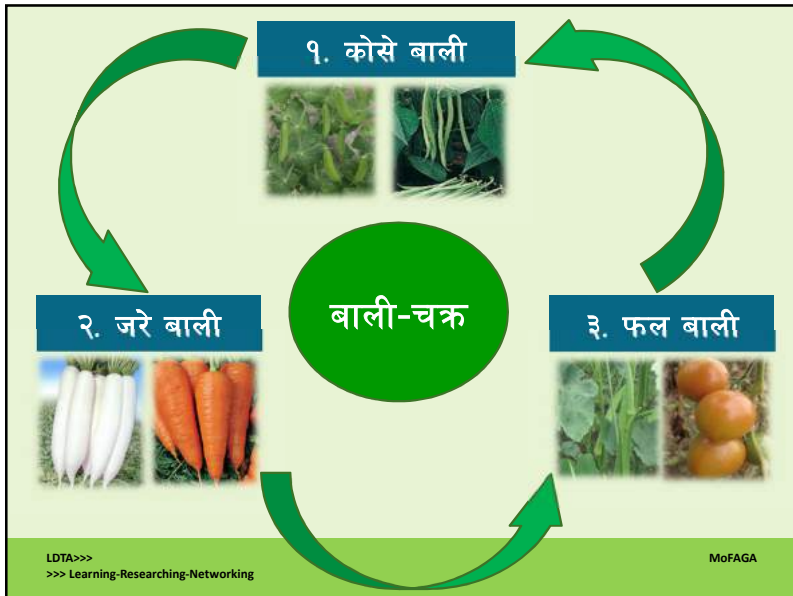 १. कोसे बाली
बाली-चक्र
२. जरे बाली
३. फल बाली
LDTA>>>
>>> Learning-Researching-Networking
MoFAGA